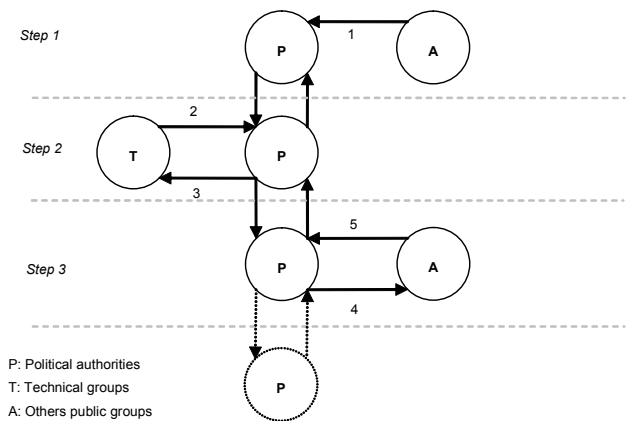 Step 1
P
1
A
2
Step 2
T
P
3
5
Step 3
P
A
4
P
P: Political authorities
T: Technical groups
A: Others public groups